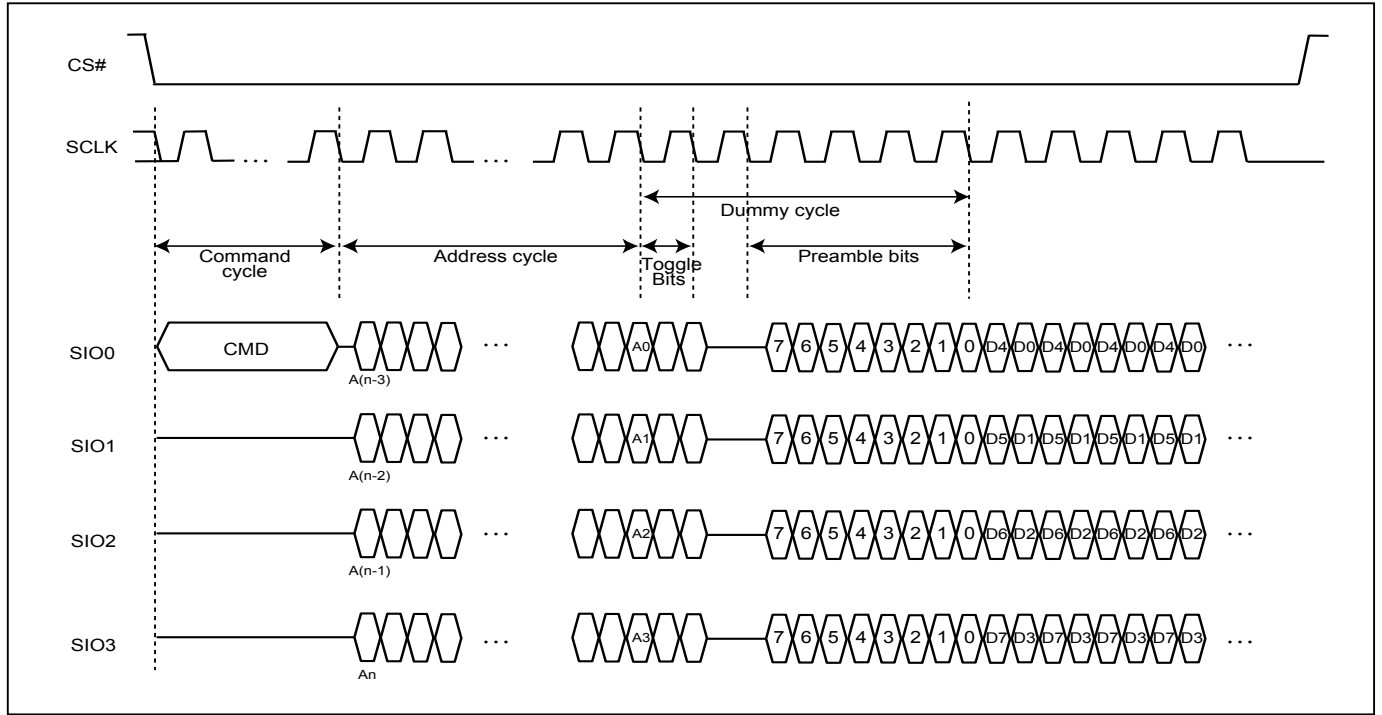 CS#
SCLK
...
...
Dummy cycle
Command
cycle
Address cycle
Toggle
Bits
Preamble bits
SIO0
CMD
...
A0
7 6 5 4 3 2 1 0 D4 D0 D4 D0 D4 D0 D4 D0
...
A(n-3)
SIO1
...
A1
7 6 5 4 3 2 1 0 D5 D1 D5 D1 D5 D1 D5 D1
...
A(n-2)
SIO2
...
A2
7 6 5 4 3 2 1 0 D6 D2 D6 D2 D6 D2 D6 D2
...
A(n-1)
SIO3
...
A3
7 6 5 4 3 2 1 0 D7 D3 D7 D3 D7 D3 D7 D3
...
An